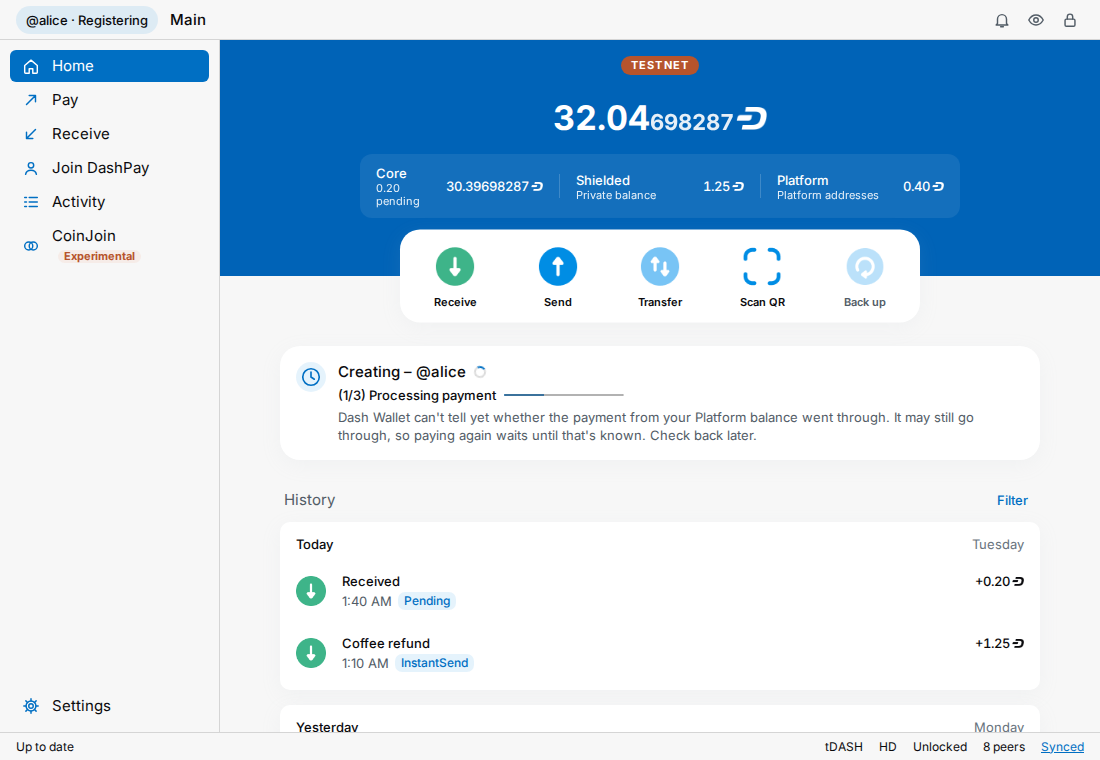 @alice · Registering Main
Home
Pay
Receive
Join DashPay
Activity
CoinJoin
Experimental
Settings
TESTNET
32.04698287
Core
0.20 pending
30.39698287
Shielded
Private balance
1.25
Platform
Platform addresses
0.40
Receive
Send
Transfer
Scan QR
Back up
Creating – @alice
(1/3) Processing payment
Dash Wallet can't tell yet whether the payment from your Platform balance went through. It may still go
through, so paying again waits until that's known. Check back later.
History Filter
Today Tuesday
Received +0.20
1:40 AM Pending
Coffee refund +1.25
1:10 AM InstantSend
Yesterday Monday
Up to date tDASH HD Unlocked 8 peers Synced